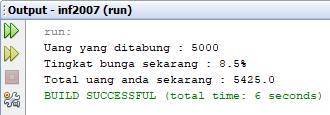 Output - inf2007 (run)
run:
Uang yang ditabung : 5000
Tingkat bunga sekarang : 8.5%
Total uang anda sekarang : 5425.0
BUILD SUCCESSFUL (total time: 6 seconds)